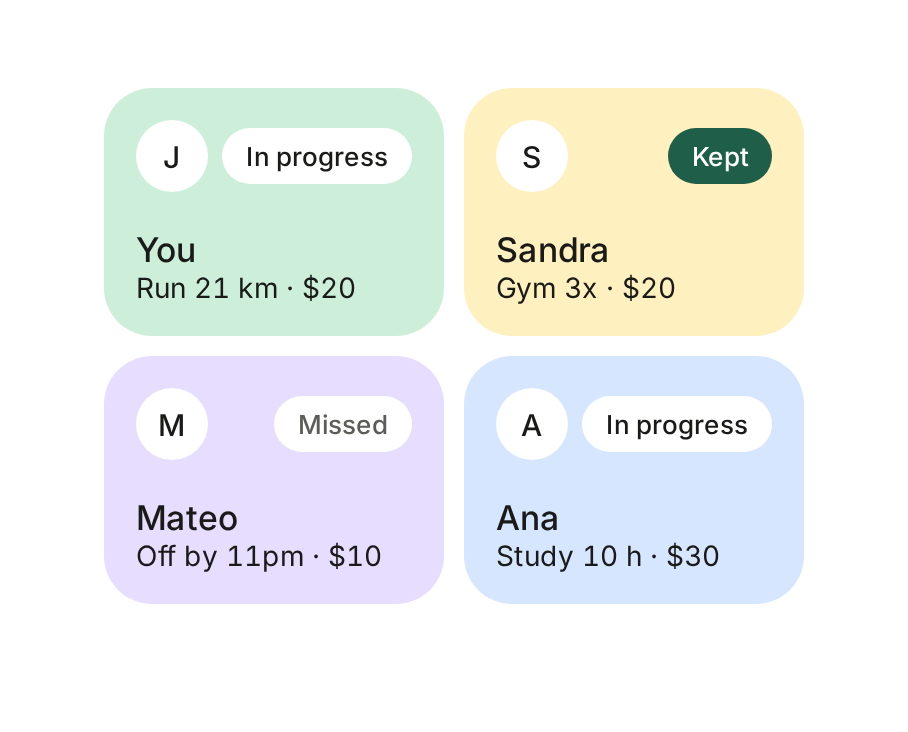 J
In progress
You
Run 21 km · $20
S
Kept
Sandra
Gym 3x · $20
M
Missed
Mateo
Off by 11pm · $10
A
In progress
Ana
Study 10 h · $30